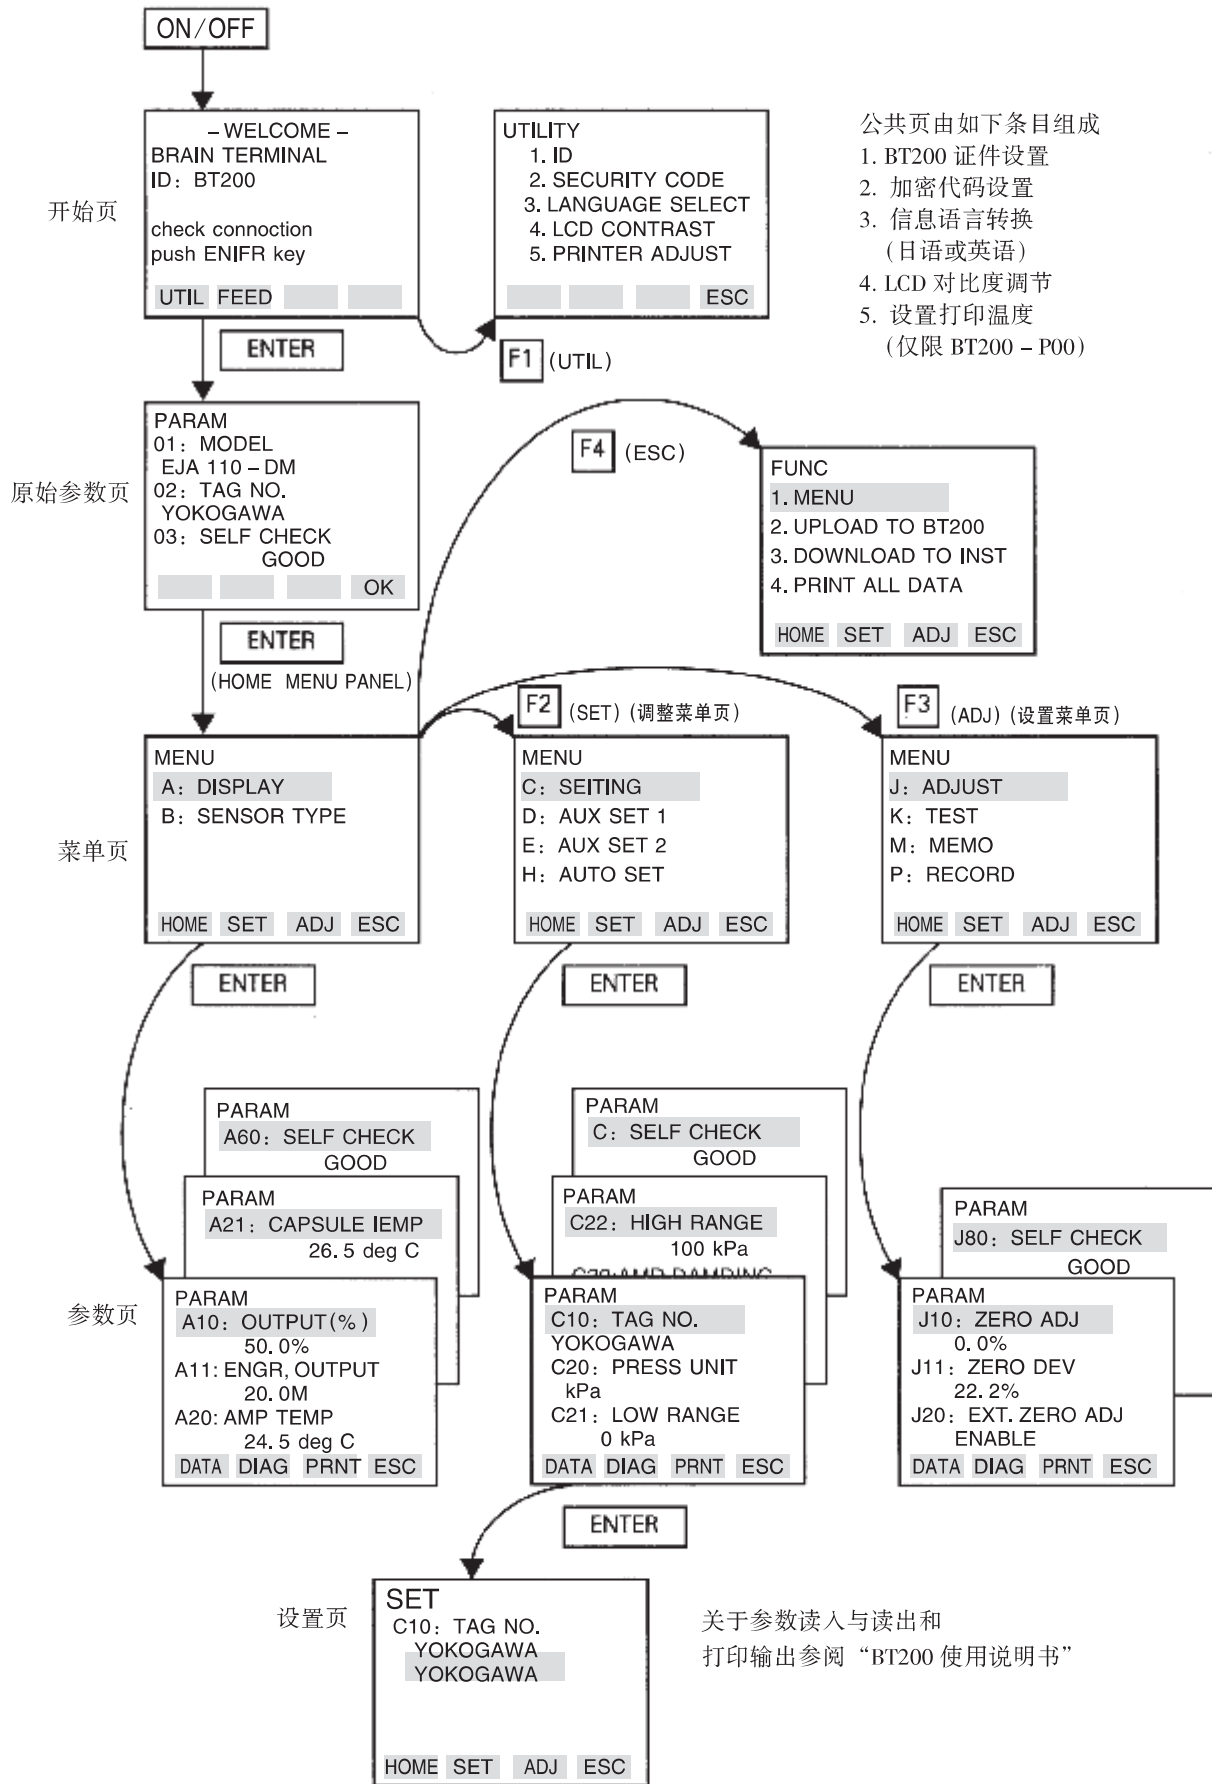 ON/OFF
– WELCOME –
BRAIN TERMINAL
ID: BT200
check connoction
push ENIFR key
UTIL FEED
开始页
UTILITY
1. ID
2. SECURITY CODE
3. LANGUAGE SELECT
4. LCD CONTRAST
5. PRINTER ADJUST
ESC
公共页由如下条目组成
1. BT200 证件设置
2. 加密代码设置
3. 信息语言转换
(日语或英语)
4. LCD 对比度调节
5. 设置打印温度
(仅限 BT200 – P00)
ENTER
F1 (UTIL)
PARAM
01: MODEL
EJA 110 – DM
02: TAG NO.
YOKOGAWA
03: SELF CHECK
GOOD
OK
原始参数页
F4 (ESC)
FUNC
1. MENU
2. UPLOAD TO BT200
3. DOWNLOAD TO INST
4. PRINT ALL DATA
HOME SET ADJ ESC
ENTER
(HOME MENU PANEL)
F2 (SET) (调整菜单页)
F3 (ADJ) (设置菜单页)
菜单页
MENU
A: DISPLAY
B: SENSOR TYPE
HOME SET ADJ ESC
MENU
C: SEITING
D: AUX SET 1
E: AUX SET 2
H: AUTO SET
HOME SET ADJ ESC
MENU
J: ADJUST
K: TEST
M: MEMO
P: RECORD
HOME SET ADJ ESC
ENTER
ENTER
ENTER
PARAM
A60: SELF CHECK
GOOD
PARAM
A21: CAPSULE IEMP
26.5 deg C
参数页
PARAM
A10: OUTPUT(%)
50.0%
A11: ENGR, OUTPUT
20.0M
A20: AMP TEMP
24.5 deg C
DATA DIAG PRNT ESC
PARAM
C: SELF CHECK
GOOD
PARAM
C22: HIGH RANGE
100 kPa
C30:AMP DAMPING
PARAM
C10: TAG NO.
YOKOGAWA
C20: PRESS UNIT
kPa
C21: LOW RANGE
0 kPa
DATA DIAG PRNT ESC
PARAM
J80: SELF CHECK
GOOD
PARAM
J10: ZERO ADJ
0.0%
J11: ZERO DEV
22.2%
J20: EXT. ZERO ADJ
ENABLE
DATA DIAG PRNT ESC
ENTER
设置页
SET
C10: TAG NO.
YOKOGAWA
YOKOGAWA
HOME SET ADJ ESC
关于参数读入与读出和
打印输出参阅“BT200 使用说明书”